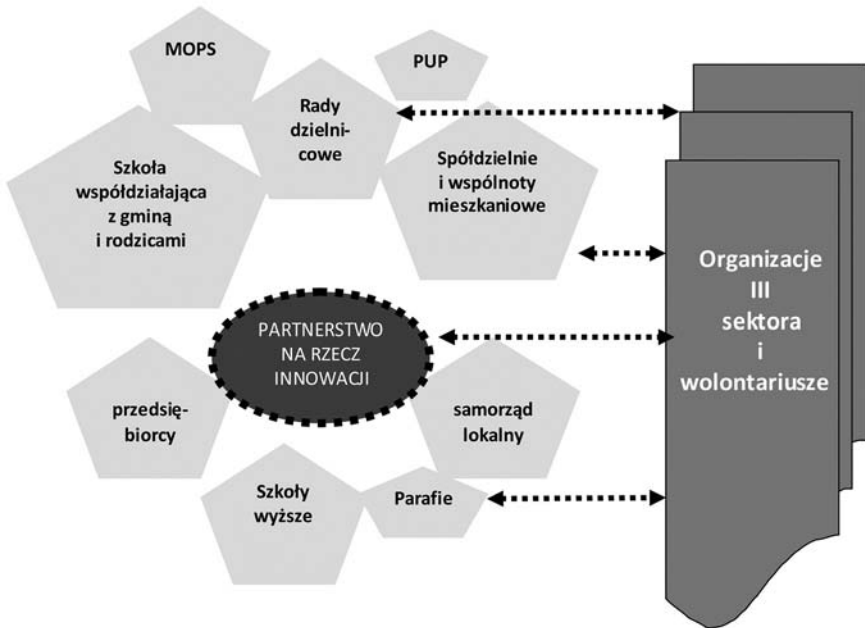 MOPS
PUP
Rady
dzielni-
cowe
Szkoła
współdziałająca
z gminą
i rodzicami
Spółdzielnie
i wspólnoty
mieszkaniowe
Organizacje
III
sektora
i
wolontariusze
PARTNERSTWO
NA RZECZ
INNOWACJI
przedsię-
biorcy
samorząd
lokalny
Szkoły
wyższe
Parafie